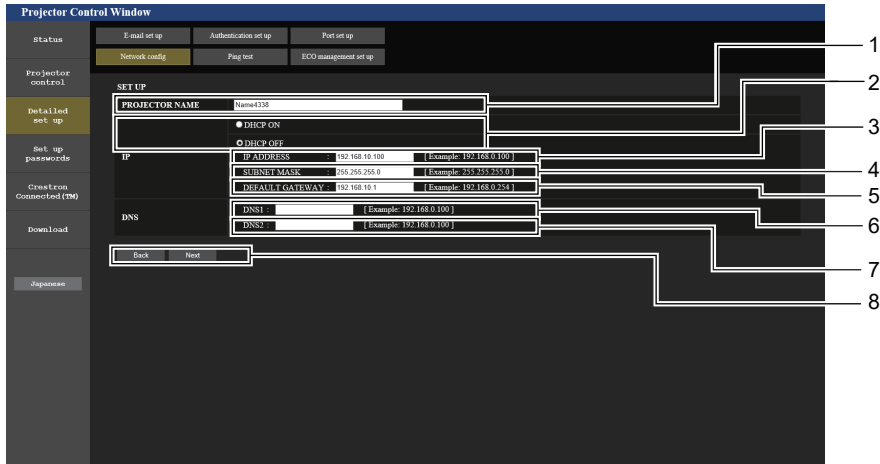 Projector Control Window
Status
Projector
control
Detailed
set up
Set up
passwords
Crestron
Connected(TM)
Download
Japanese
E-mail set up
Authentication set up
Port set up
Network config
Ping test
ECO management set up
SET UP
PROJECTOR NAME Name4338
DHCP ON
DHCP OFF
IP
IP ADDRESS : 192.168.10.100 [ Example: 192.168.0.100 ]
SUBNET MASK : 255.255.255.0 [ Example: 255.255.255.0 ]
DEFAULT GATEWAY : 192.168.10.1 [ Example: 192.168.0.254 ]
DNS
DNS1 : [ Example: 192.168.0.100 ]
DNS2 : [ Example: 192.168.0.100 ]
Back Next
1
2
3
4
5
6
7
8